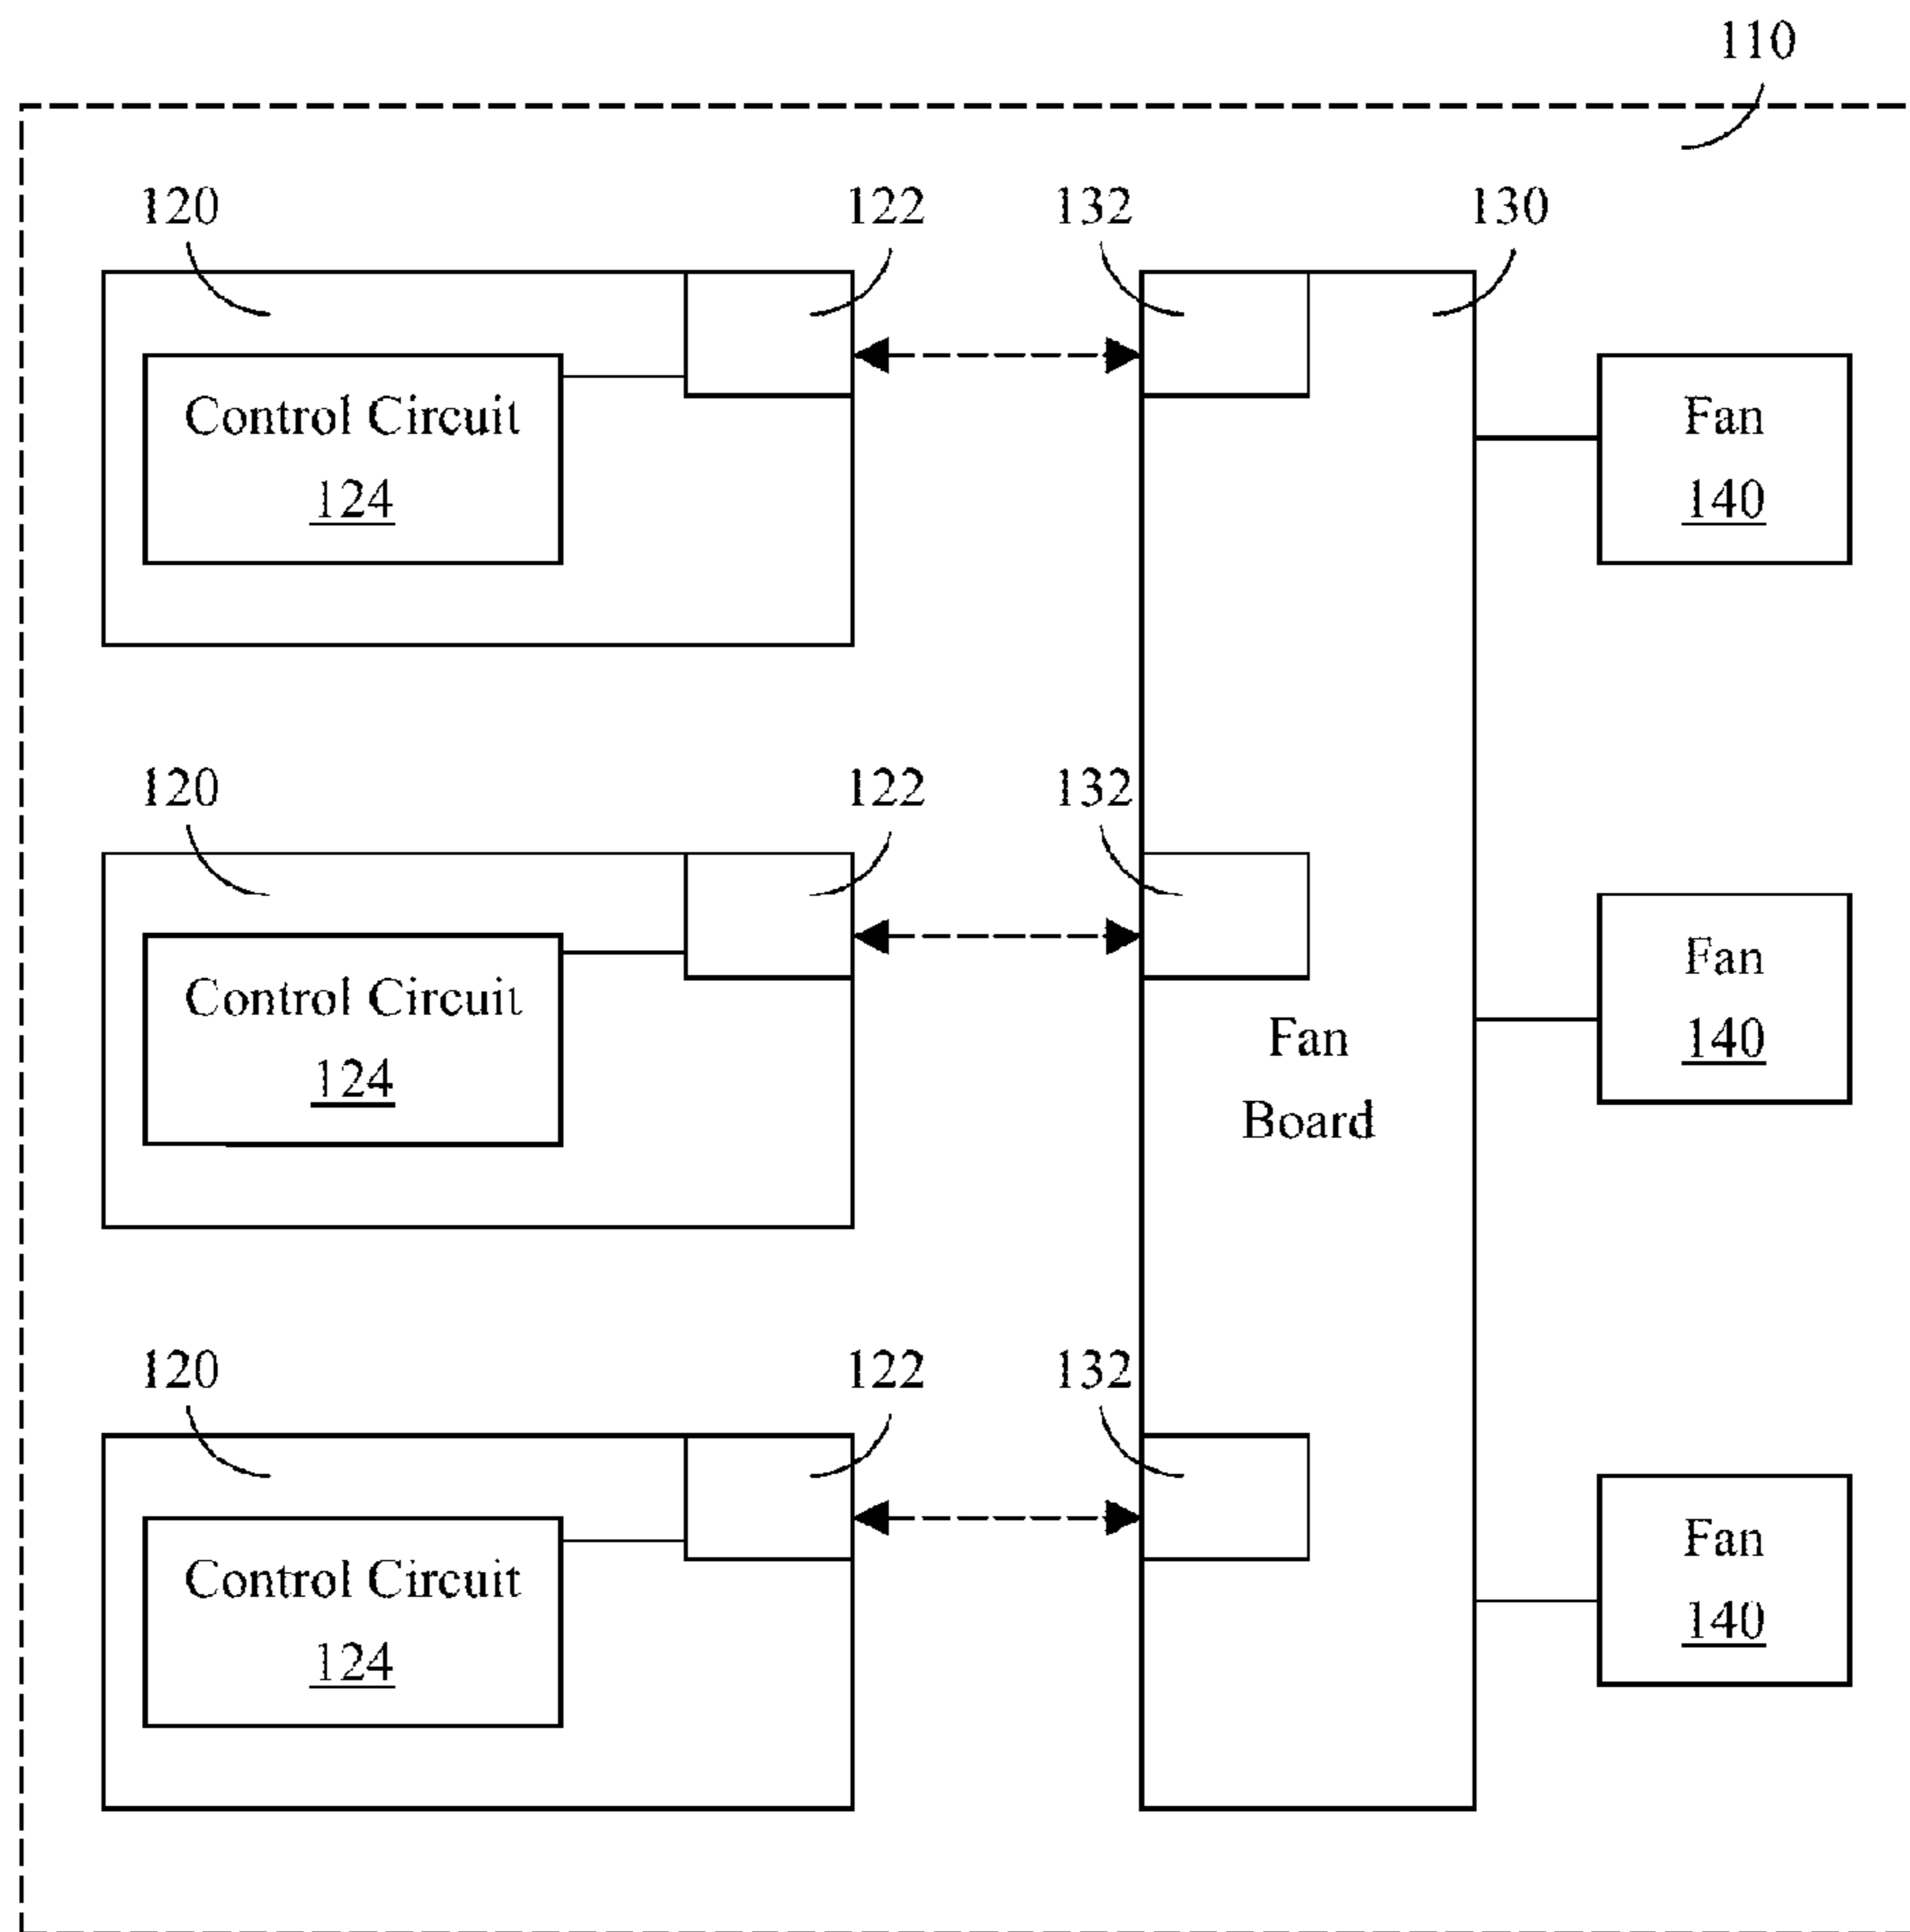 110
120 122 132 130
Control Circuit
124
Fan
140
120 122 132
Control Circuit
124
Fan
Board
Fan
140
120 122 132
Control Circuit
124
Fan
140